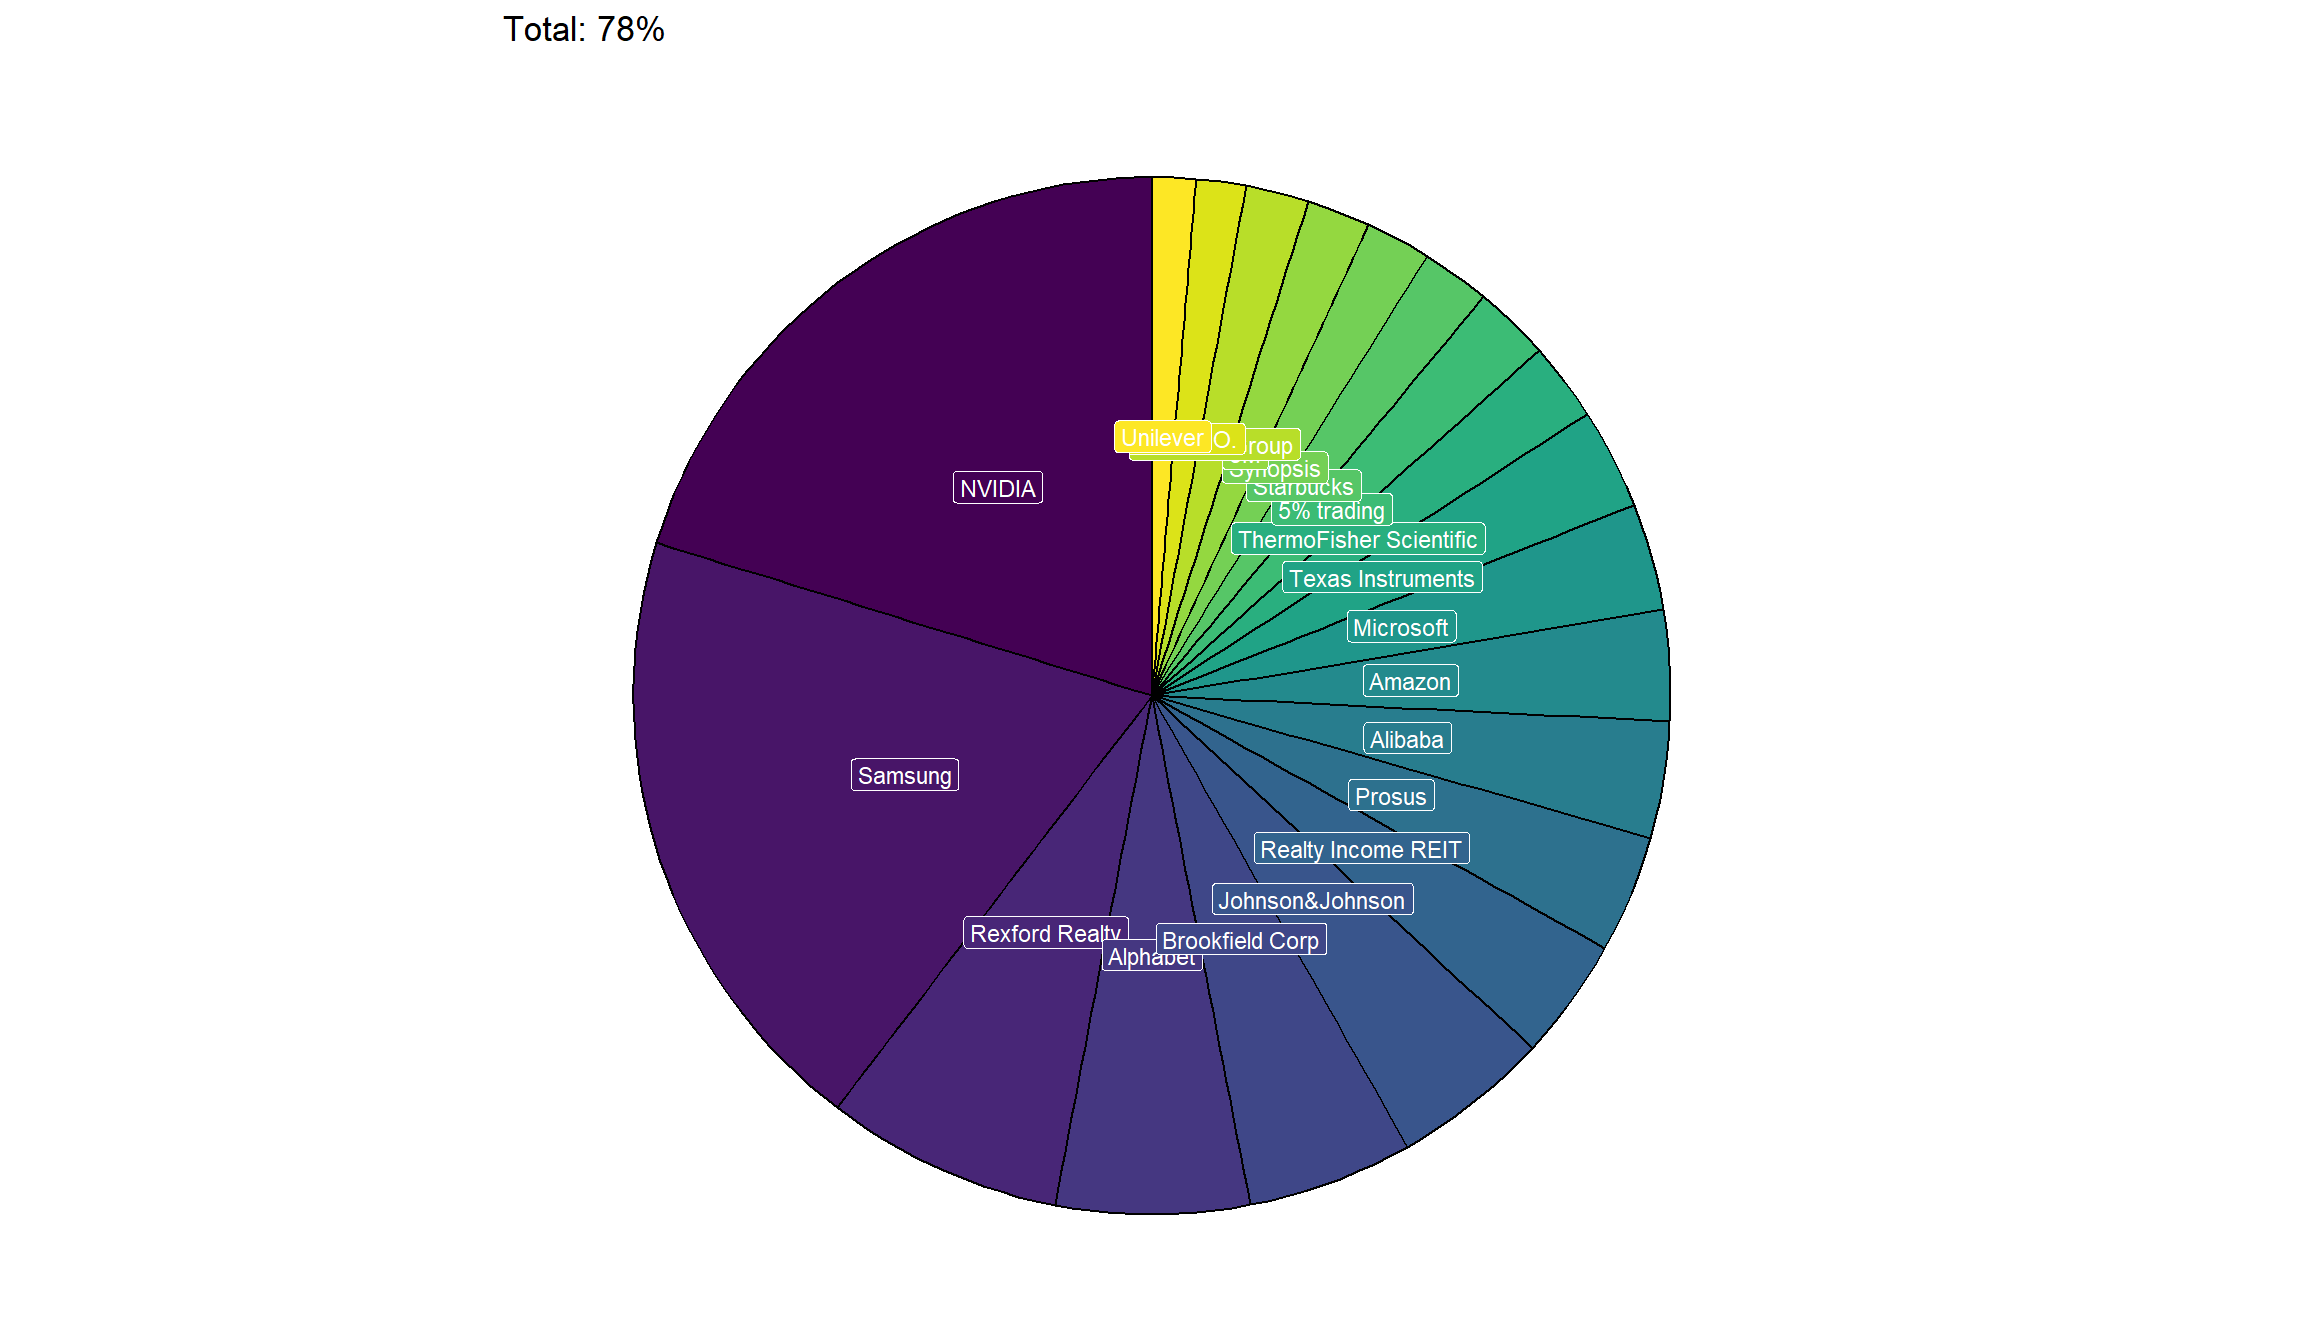 Total: 78%
Unilever
O.
roup
Synopsis
Starbucks
5% trading
ThermoFisher Scientific
Texas Instruments
Microsoft
Amazon
Alibaba
Prosus
Realty Income REIT
Johnson&Johnson
Brookfield Corp
Alphabet
Rexford Realty
Samsung
NVIDIA